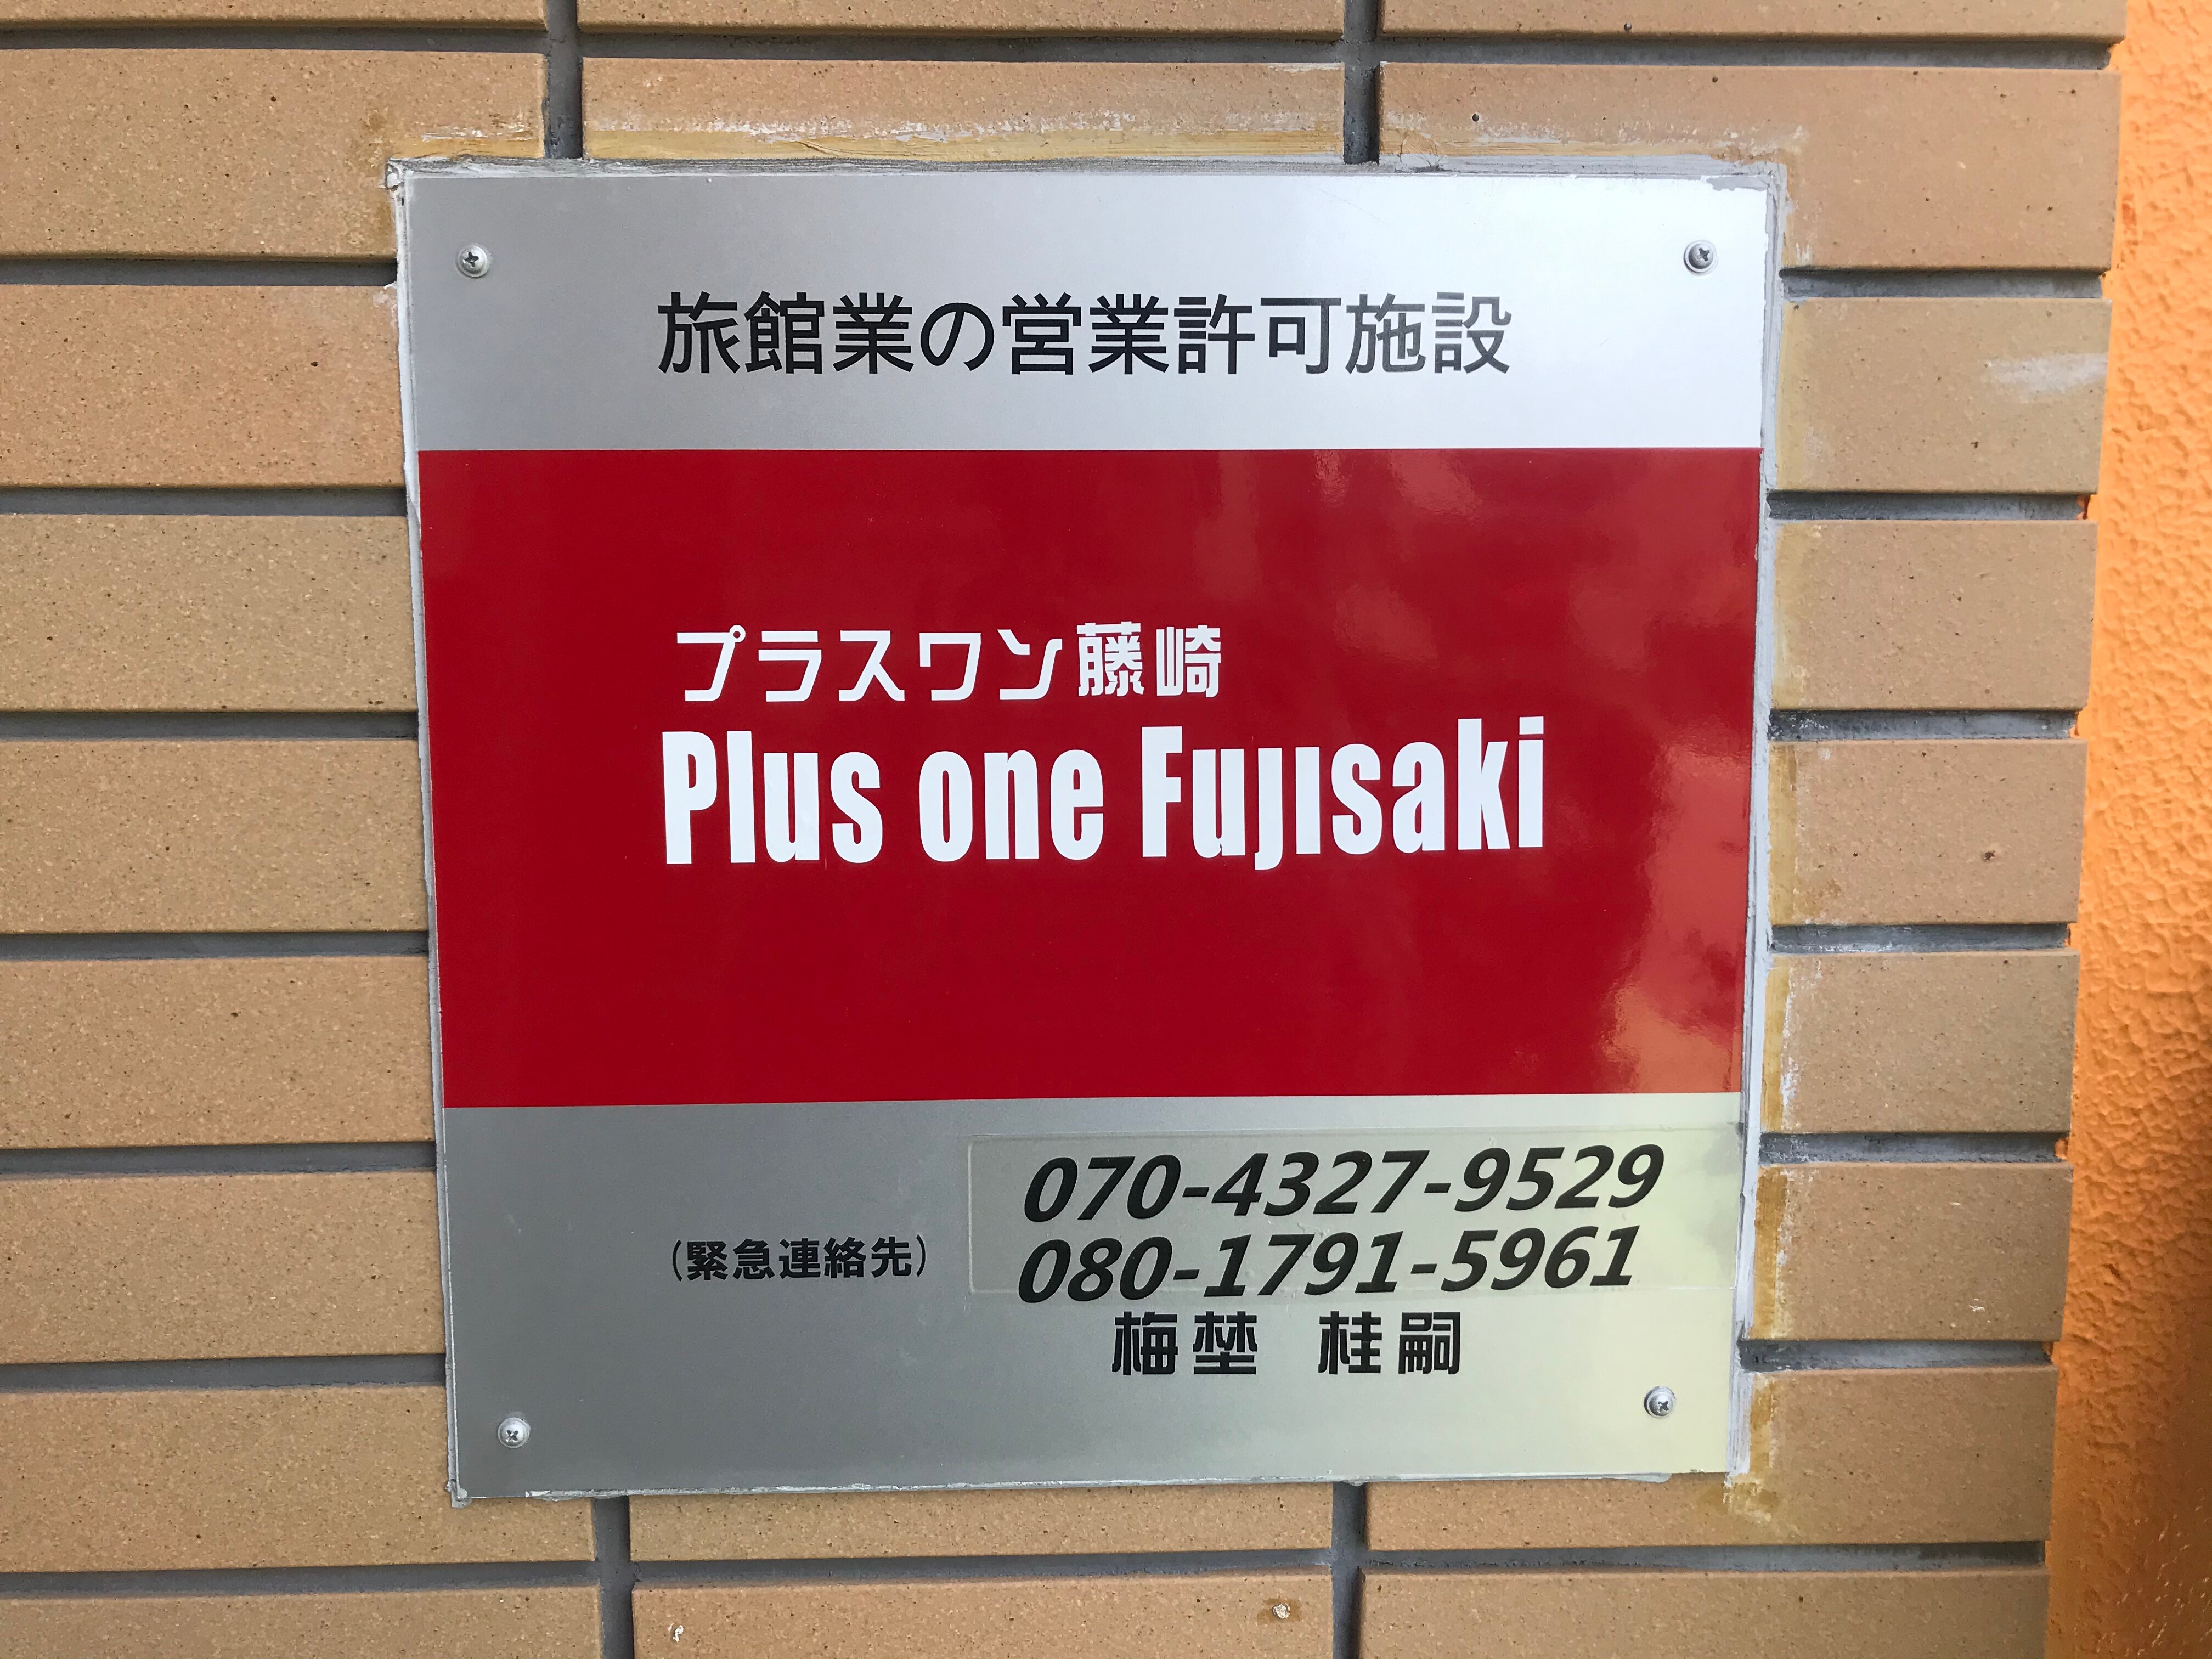 旅館業の営業許可施設
プラスワン藤崎
Plus one Fujisaki
070-4327-9529
(緊急連絡先)
080-1791-5961
梅埜 桂嗣